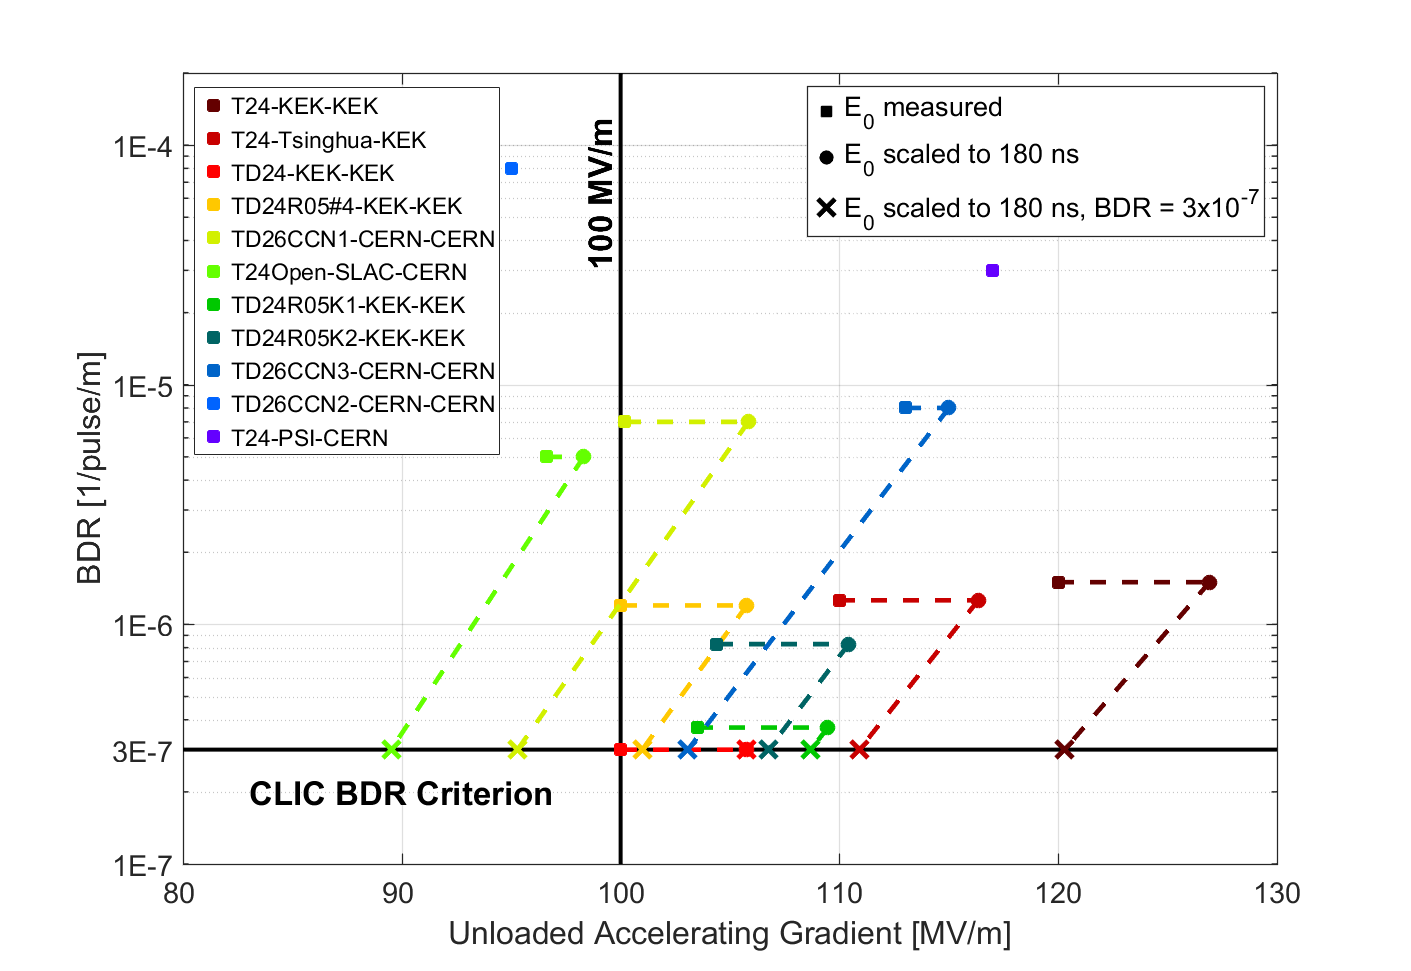 T24-KEK-KEK
T24-Tsinghua-KEK
TD24-KEK-KEK
TD24R05#4-KEK-KEK
TD26CCN1-CERN-CERN
T24Open-SLAC-CERN
TD24R05K1-KEK-KEK
TD24R05K2-KEK-KEK
TD26CCN3-CERN-CERN
TD26CCN2-CERN-CERN
T24-PSI-CERN
100 MV/m
E0 measured
E0 scaled to 180 ns
E0 scaled to 180 ns, BDR = 3x10-7
BDR [1/pulse/m]
1E-4
1E-5
1E-6
3E-7
1E-7
CLIC BDR Criterion
80 90 100 110 120 130
Unloaded Accelerating Gradient [MV/m]